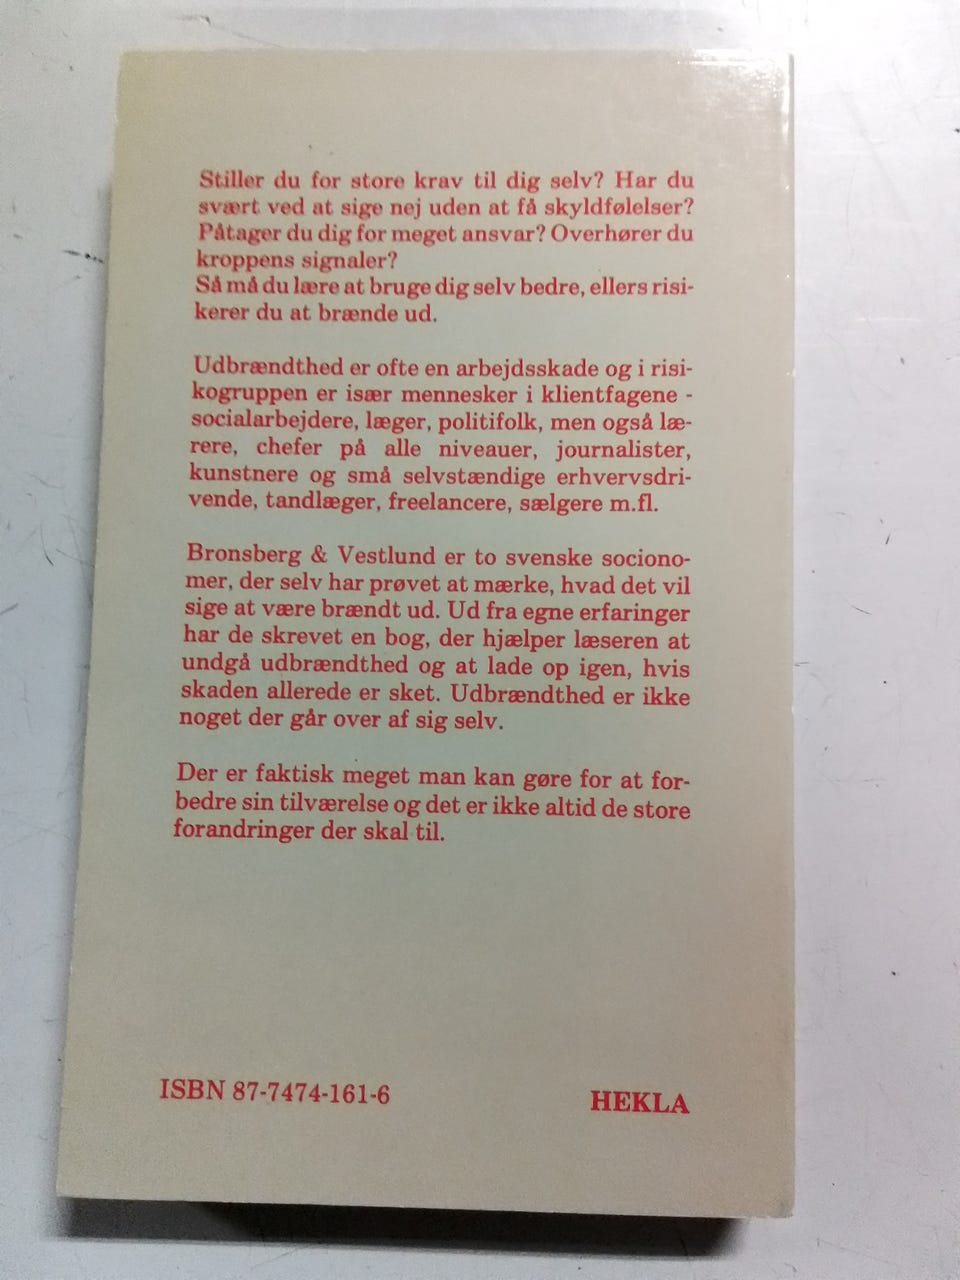 Stiller du for store krav til dig selv? Har du
svært ved at sige nej uden at få skyldfølelser?
Påtager du dig for meget ansvar? Overhører du
kroppens signaler?
Så må du lære at bruge dig selv bedre, ellers risi-
kerer du at brænde ud.
Udbrændthed er ofte en arbejdsskade og i risi-
kogruppen er især mennesker i klientfagene -
socialarbejdere, læger, politifolk, men også læ-
rere, chefer på alle niveauer, journalister,
kunstnere og små selvstændige erhvervsdri-
vende, tandlæger, freelancere, sælgere m.fl.
Bronsberg & Vestlund er to svenske sociono-
mer, der selv har prøvet at mærke, hvad det vil
sige at være brændt ud. Ud fra egne erfaringer
har de skrevet en bog, der hjælper læseren at
undgå udbrændthed og at lade op igen, hvis
skaden allerede er sket. Udbrændthed er ikke
noget der går over af sig selv.
Der er faktisk meget man kan gøre for at for-
bedre sin tilværelse og det er ikke altid de store
forandringer der skal til.
ISBN 87-7474-161-6
HEKLA